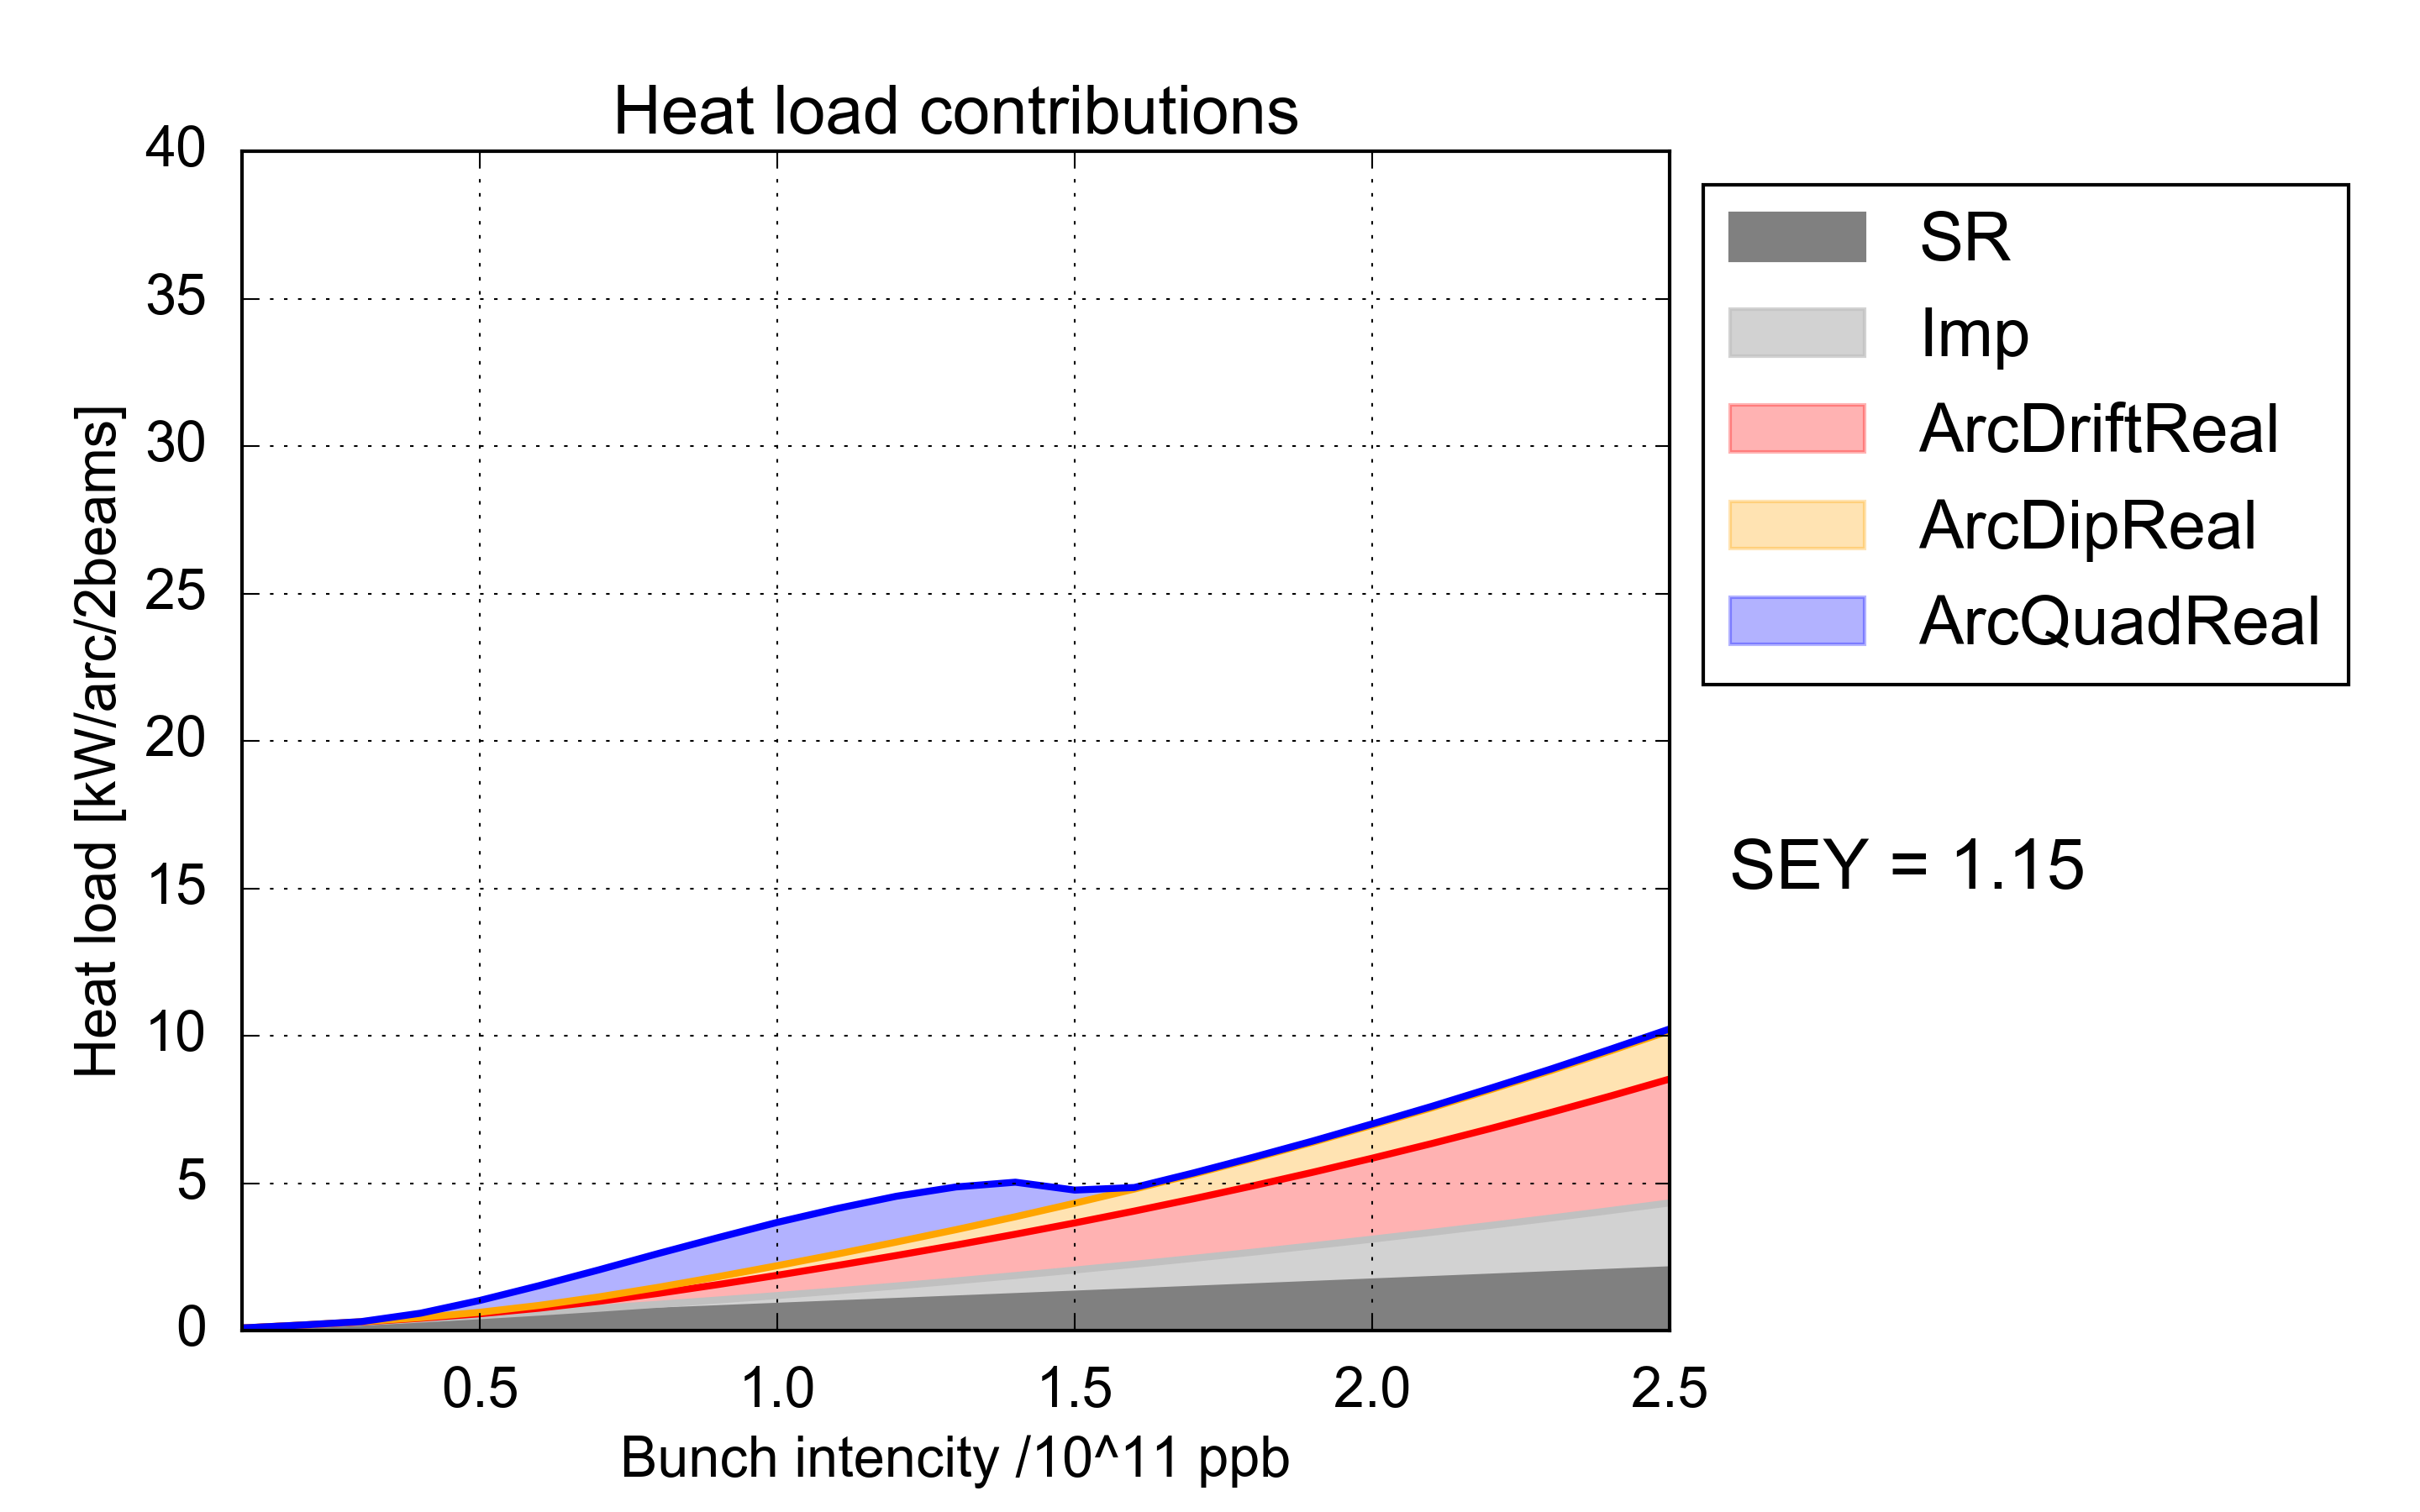 Heat load contributions
40
35
30
25
20
15
10
5
0
Heat load [kW/arc/2beams]
0.5 1.0 1.5 2.0 2.5
Bunch intencity /10^11 ppb
SR
Imp
ArcDriftReal
ArcDipReal
ArcQuadReal
SEY = 1.15